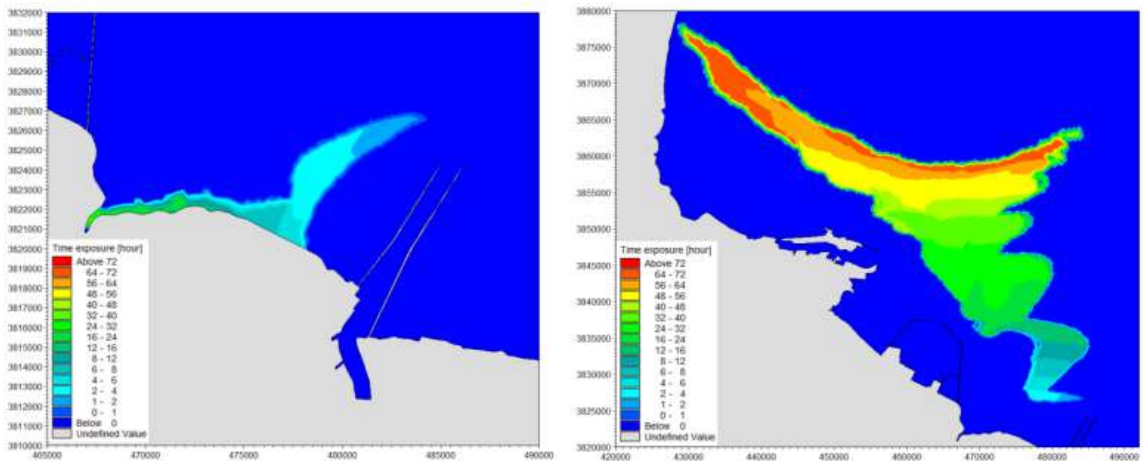 3832000
3831000
3830000
3829000
3828000
3827000
3826000
3825000
3824000
3823000
3822000
3821000
3820000
3819000
3818000
3817000
3816000
3815000
3814000
3813000
3812000
3811000
3810000
Time exposure [hour]
Above 72
64 - 72
56 - 64
48 - 56
40 - 48
32 - 40
24 - 32
16 - 24
12 - 16
8 - 12
6 - 8
4 - 6
2 - 4
1 - 2
0 - 1
Below 0
Undefined Value
465000 470000 475000 480000 485000 490000
3880000
3875000
3870000
3865000
3860000
3855000
3850000
3845000
3840000
3835000
3830000
3825000
3820000
Time exposure [hour]
Above 72
64 - 72
56 - 64
48 - 56
40 - 48
32 - 40
24 - 32
16 - 24
12 - 16
8 - 12
6 - 8
4 - 6
2 - 4
1 - 2
0 - 1
Below 0
Undefined Value
420000 430000 440000 450000 460000 470000 480000 490000